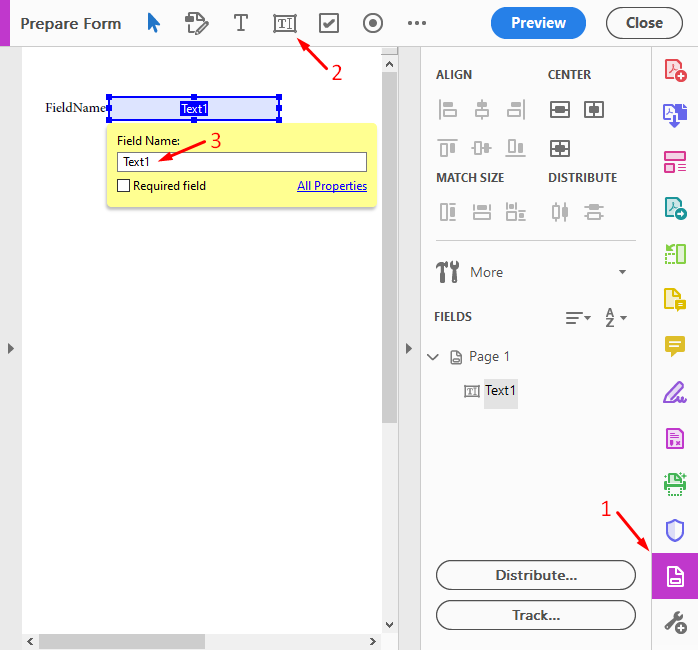 Prepare Form
Preview
Close
2
FieldName
Text1
Field Name:
3
Text1
Required field
All Properties
ALIGN
CENTER
MATCH SIZE
DISTRIBUTE
More
FIELDS
Page 1
Text1
1
Distribute...
Track...